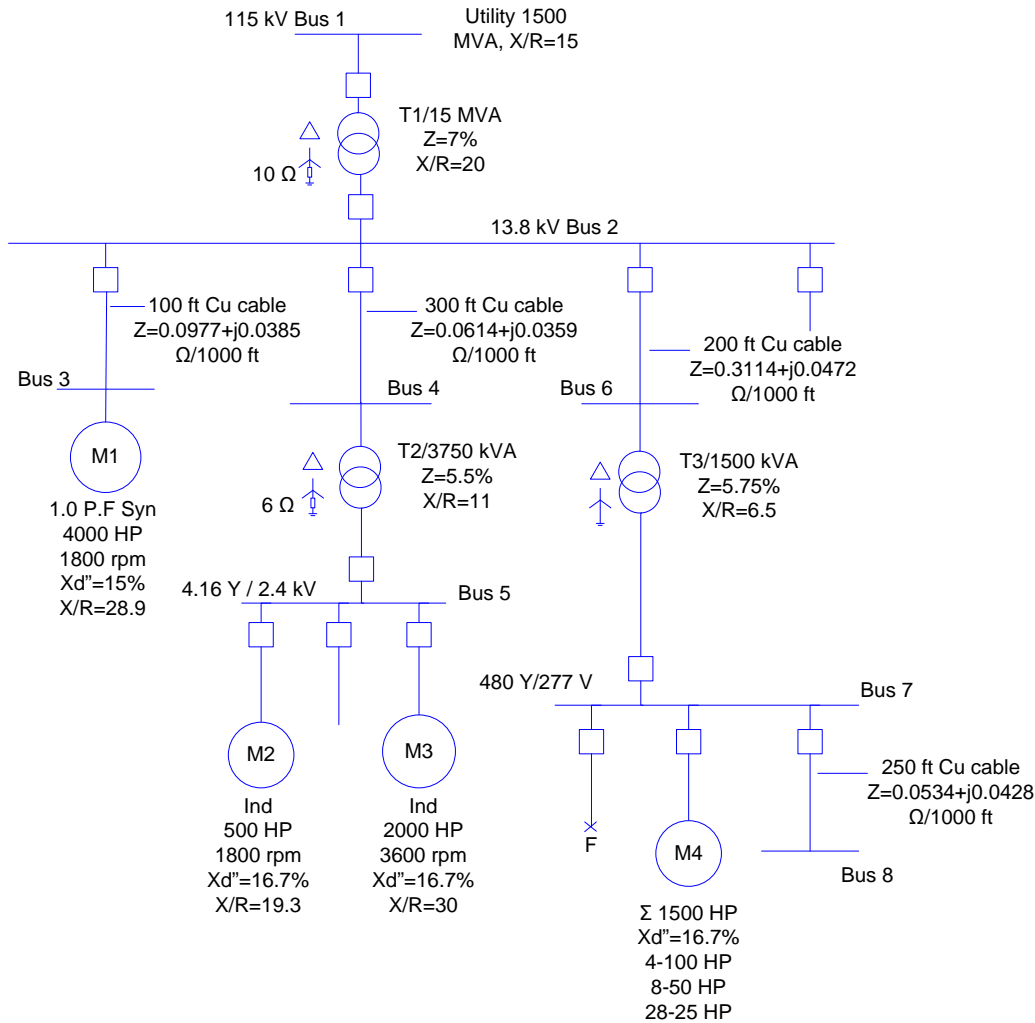 115 kV Bus 1
Utility 1500
MVA, X/R=15
T1/15 MVA
Z=7%
X/R=20
10 Ω
13.8 kV Bus 2
100 ft Cu cable
Z=0.0977+j0.0385
Ω/1000 ft
300 ft Cu cable
Z=0.0614+j0.0359
Ω/1000 ft
200 ft Cu cable
Z=0.3114+j0.0472
Ω/1000 ft
Bus 3
Bus 4
Bus 6
M1
1.0 P.F Syn
4000 HP
1800 rpm
Xd"=15%
X/R=28.9
T2/3750 kVA
Z=5.5%
X/R=11
6 Ω
T3/1500 kVA
Z=5.75%
X/R=6.5
4.16 Y / 2.4 kV
Bus 5
480 Y/277 V
Bus 7
M2
Ind
500 HP
1800 rpm
Xd"=16.7%
X/R=19.3
M3
Ind
2000 HP
3600 rpm
Xd"=16.7%
X/R=30
F
M4
Σ 1500 HP
Xd"=16.7%
4-100 HP
8-50 HP
28-25 HP
250 ft Cu cable
Z=0.0534+j0.0428
Ω/1000 ft
Bus 8